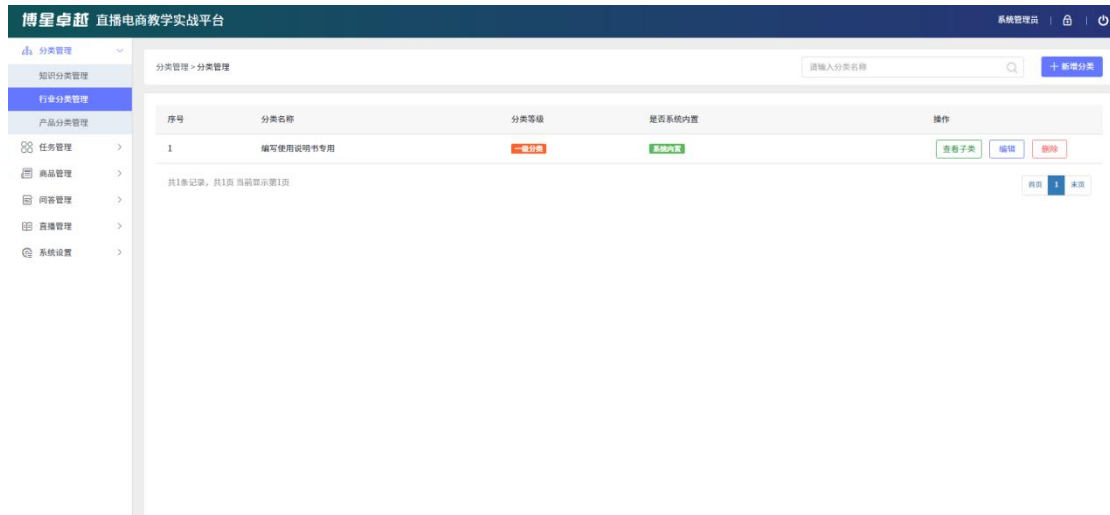 博星卓越 直播电商教学实战平台
系统管理员
分类管理
知识分类管理
行业分类管理
产品分类管理
任务管理
商品管理
问答管理
直播管理
系统设置
分类管理 > 分类管理
请输入分类名称
+ 新增分类
序号 分类名称 分类等级 是否系统内置 操作
1 编写使用说明书专用 一级分类 系统内置 查看子类 编辑 删除
共1条记录，共1页 当前显示第1页
首页 1 末页